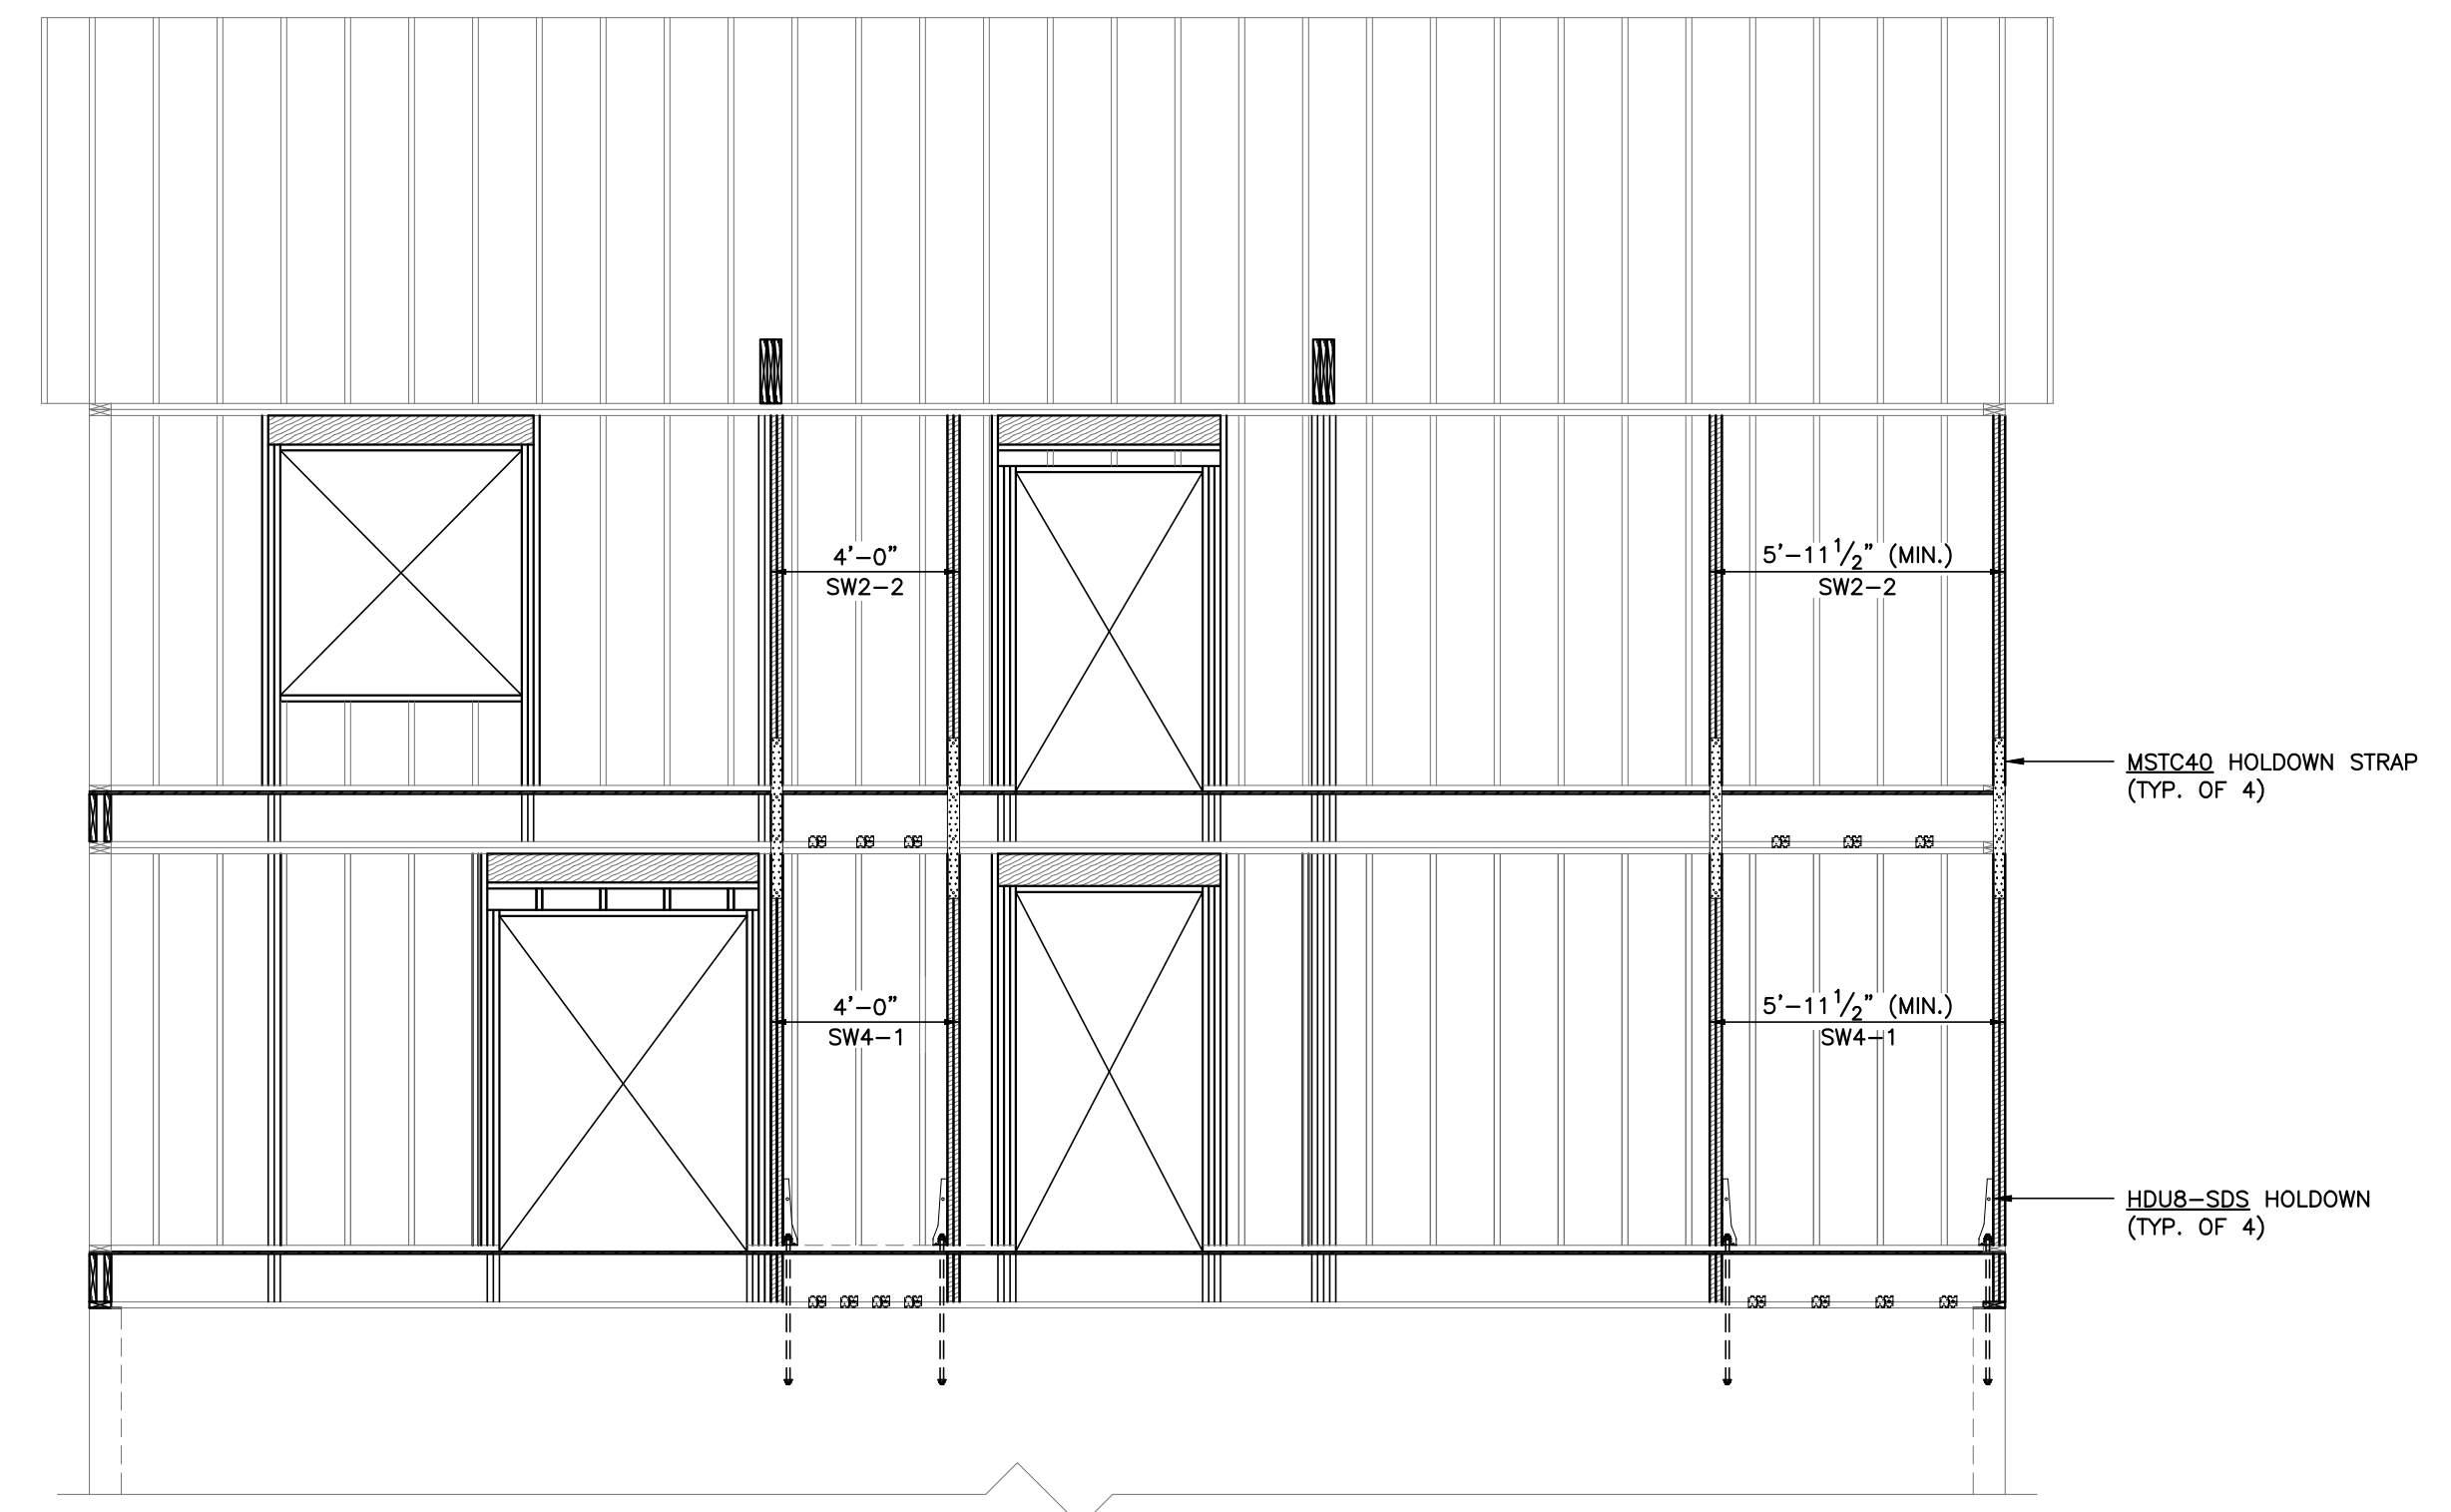 4'-0"
SW2-2
5'-11 1/2" (MIN.)
SW2-2
MSTC40 HOLDOWN STRAP
(TYP. OF 4)
4'-0"
SW4-1
5'-11 1/2" (MIN.)
SW4-1
HDU8-SDS HOLDOWN
(TYP. OF 4)